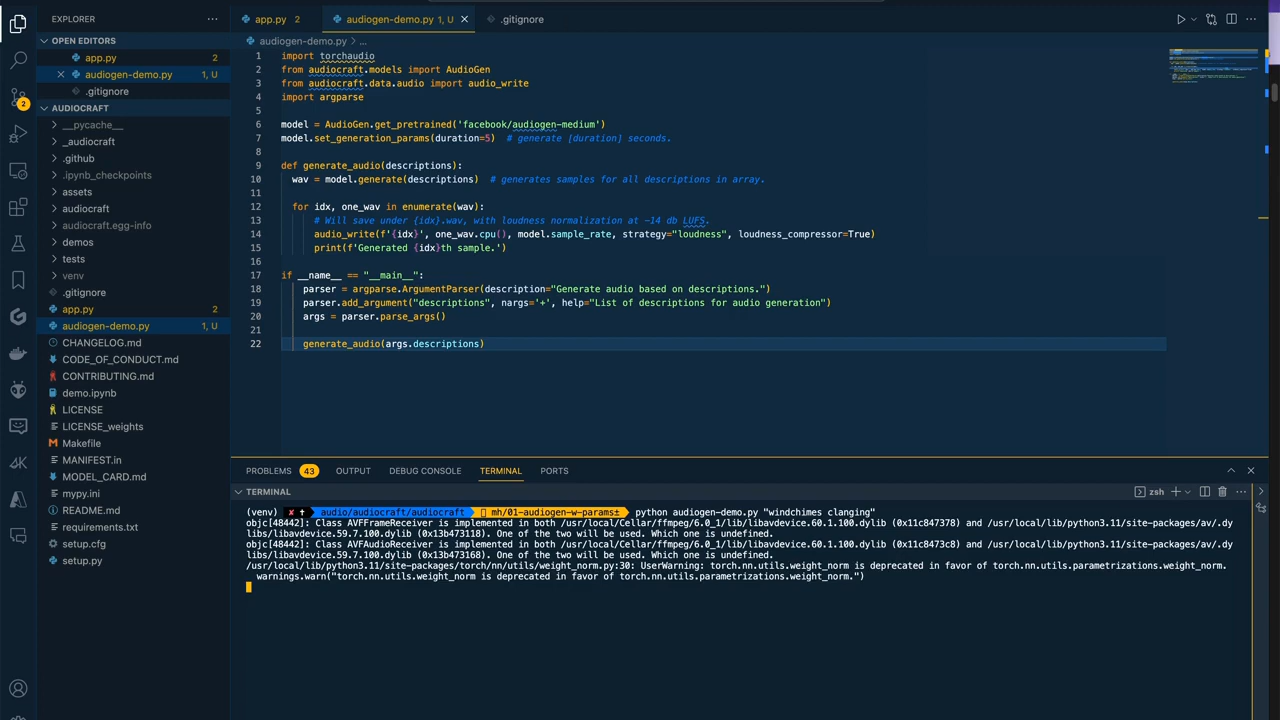 EXPLORER
OPEN EDITORS
app.py 2
audiogen-demo.py 1, U
.gitignore
AUDIOCRAFT
__pycache__
_audiocraft
.github
.ipynb_checkpoints
assets
audiocraft
audiocraft.egg-info
demos
tests
venv
.gitignore
app.py 2
audiogen-demo.py 1, U
CHANGELOG.md
CODE_OF_CONDUCT.md
CONTRIBUTING.md
demo.ipynb
LICENSE
LICENSE_weights
Makefile
MANIFEST.in
MODEL_CARD.md
mypy.ini
README.md
requirements.txt
setup.cfg
setup.py
2
app.py 2 audiogen-demo.py 1, U .gitignore
audiogen-demo.py > ...
1 import torchaudio
2 from audiocraft.models import AudioGen
3 from audiocraft.data.audio import audio_write
4 import argparse
5
6 model = AudioGen.get_pretrained('facebook/audiogen-medium')
7 model.set_generation_params(duration=5) # generate [duration] seconds.
8
9 def generate_audio(descriptions):
10 wav = model.generate(descriptions) # generates samples for all descriptions in array.
11
12 for idx, one_wav in enumerate(wav):
13 # Will save under {idx}.wav, with loudness normalization at -14 db LUFS.
14 audio_write(f'{idx}', one_wav.cpu(), model.sample_rate, strategy="loudness", loudness_compressor=True)
15 print(f'Generated {idx}th sample.')
16
17 if __name__ == "__main__":
18 parser = argparse.ArgumentParser(description="Generate audio based on descriptions.")
19 parser.add_argument("descriptions", nargs='+', help="List of descriptions for audio generation")
20 args = parser.parse_args()
21
22 generate_audio(args.descriptions)
PROBLEMS 43 OUTPUT DEBUG CONSOLE TERMINAL PORTS
TERMINAL zsh
(venv) ✘ ✝ audio/audiocraft/audiocraft mh/01-audiogen-w-params± python audiogen-demo.py "windchimes clanging"
objc[48442]: Class AVFFrameReceiver is implemented in both /usr/local/Cellar/ffmpeg/6.0_1/lib/libavdevice.60.1.100.dylib (0x11c847378) and /usr/local/lib/python3.11/site-packages/av/.dy
libs/libavdevice.59.7.100.dylib (0x13b473118). One of the two will be used. Which one is undefined.
objc[48442]: Class AVFAudioReceiver is implemented in both /usr/local/Cellar/ffmpeg/6.0_1/lib/libavdevice.60.1.100.dylib (0x11c8473c8) and /usr/local/lib/python3.11/site-packages/av/.dy
libs/libavdevice.59.7.100.dylib (0x13b473168). One of the two will be used. Which one is undefined.
/usr/local/lib/python3.11/site-packages/torch/nn/utils/weight_norm.py:30: UserWarning: torch.nn.utils.weight_norm is deprecated in favor of torch.nn.utils.parametrizations.weight_norm.
warnings.warn("torch.nn.utils.weight_norm is deprecated in favor of torch.nn.utils.parametrizations.weight_norm.")